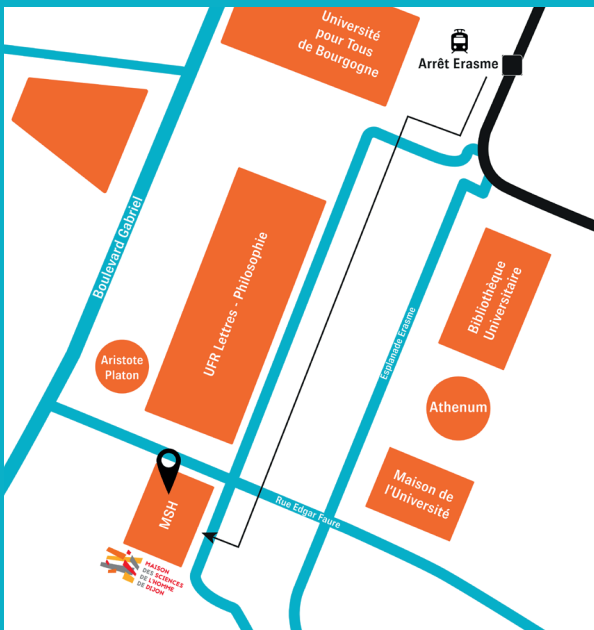 Université
pour Tous
de Bourgogne
Arrêt Erasme
Boulevard Gabriel
UFR Lettres - Philosophie
Bibliothèque
Universitaire
Esplanade Erasme
Aristote
Platon
Athenum
Maison de
l'Université
Rue Edgar Faure
MSH
MAISON
DES SCIENCES
DE L'HOMME
DE DIJON